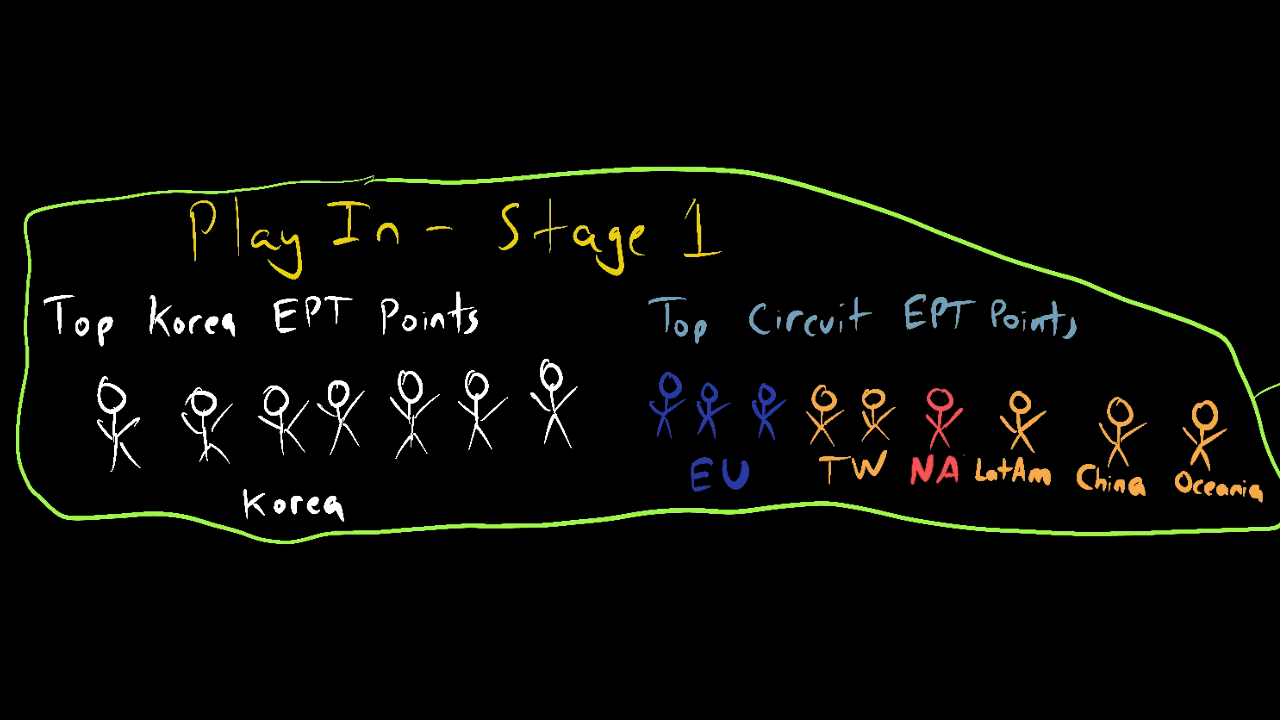 Play In - Stage 1
Top Korea EPT Points
Top Circuit EPT Points
Korea
EU
TW
NA
LatAm
China
Oceania